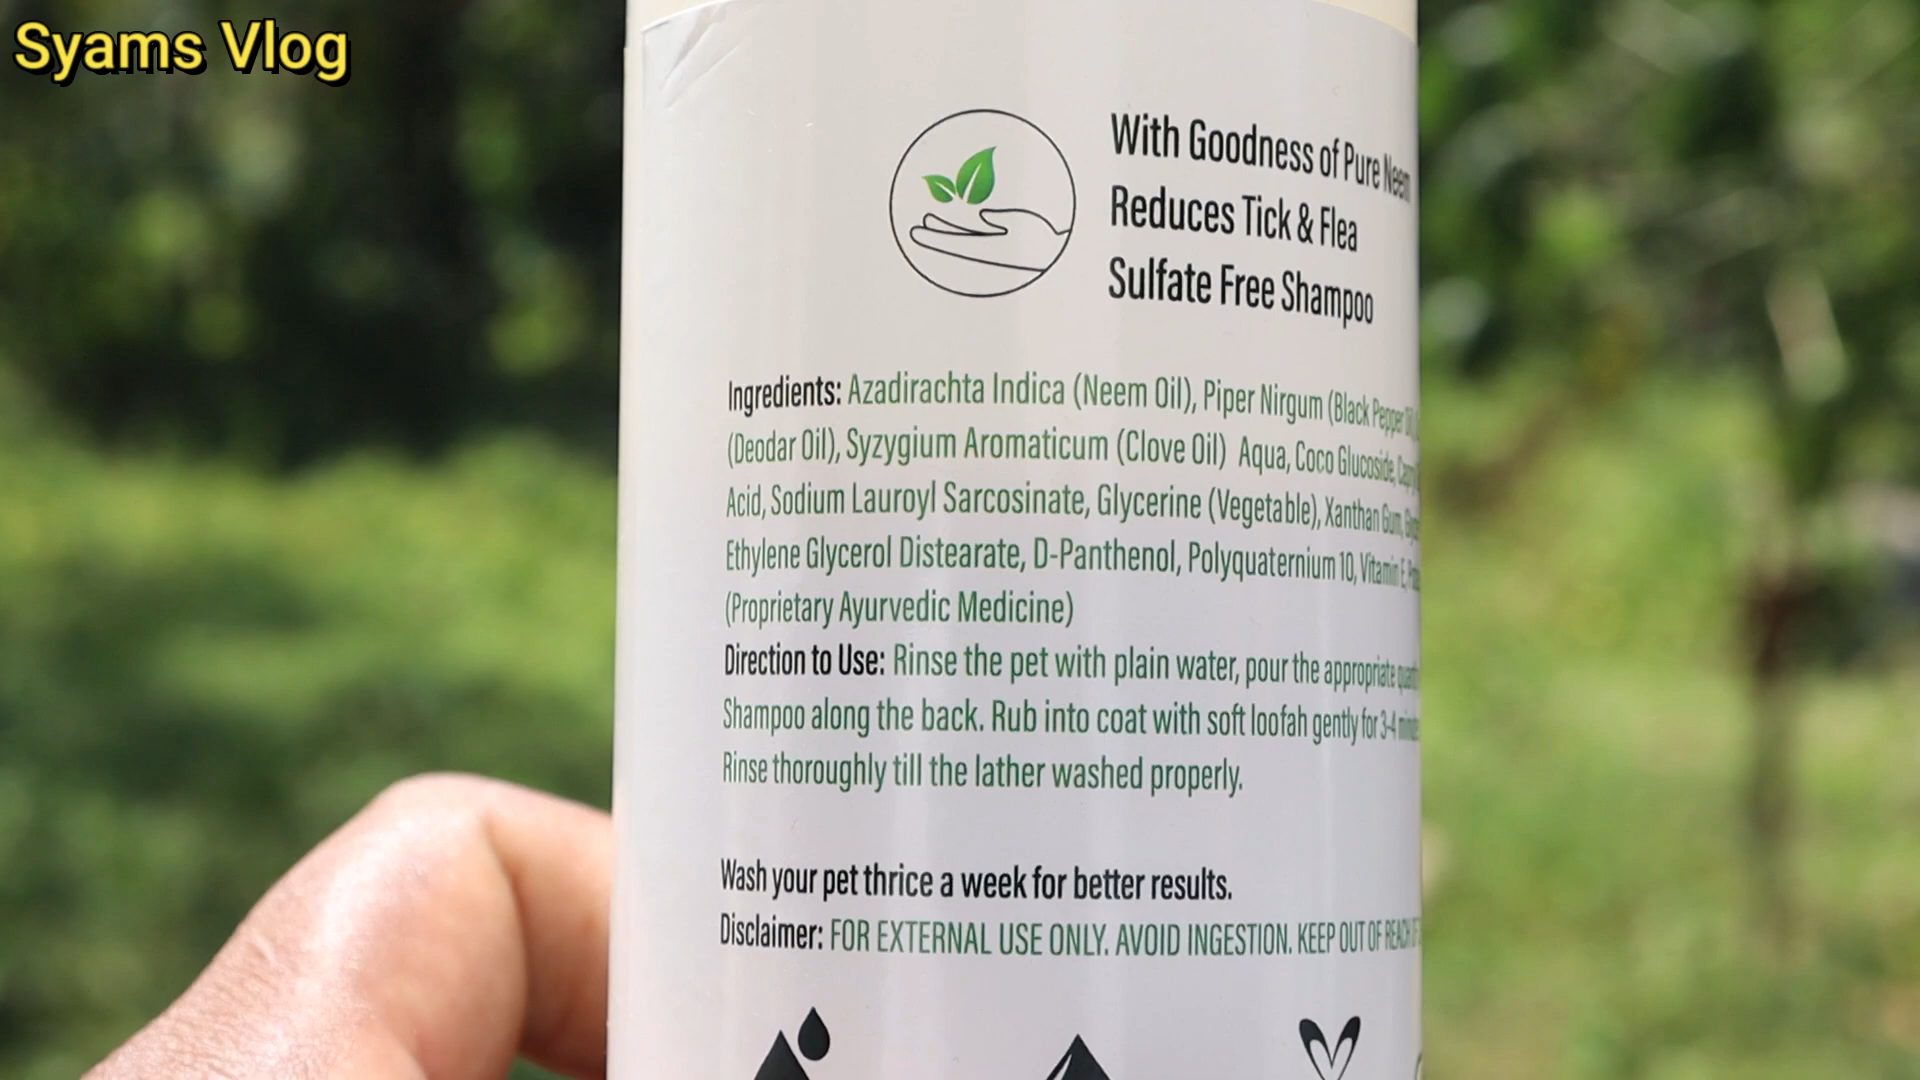 Syams Vlog
With Goodness of Pure Neem
Reduces Tick & Flea
Sulfate Free Shampoo
Ingredients: Azadirachta Indica (Neem Oil), Piper Nirgum (Black Pepper Oil),
(Deodar Oil), Syzygium Aromaticum (Clove Oil) Aqua, Coco Glucoside,
Acid, Sodium Lauroyl Sarcosinate, Glycerine (Vegetable), Xanthan Gum,
Ethylene Glycerol Distearate, D-Panthenol, Polyquaternium 10, Vitamin E,
(Proprietary Ayurvedic Medicine)
Direction to Use: Rinse the pet with plain water, pour the appropriate
Shampoo along the back. Rub into coat with soft loofah gently for 3-4
Rinse thoroughly till the lather washed properly.
Wash your pet thrice a week for better results.
Disclaimer: FOR EXTERNAL USE ONLY. AVOID INGESTION. KEEP OUT OF REACH